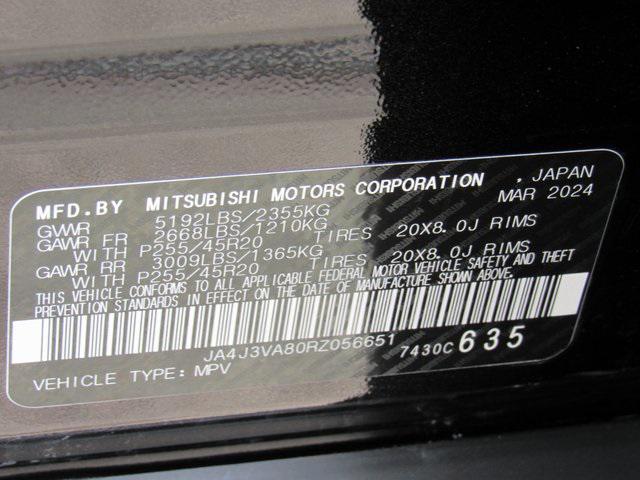 MFD.BY MITSUBISHI MOTORS CORPORATION . JAPAN
GVWR 5192LBS/2355KG MAR 2024
GAWR FR 2668LBS/1210KG
WITH P255/45R20 TIRES 20X8.0J RIMS
GAWR RR 3009LBS/1365KG
WITH P255/45R20 TIRES 20X8.0J RIMS
THIS VEHICLE CONFORMS TO ALL APPLICABLE FEDERAL MOTOR VEHICLE SAFETY AND THEFT
PREVENTION STANDARDS IN EFFECT ON THE DATE OF MANUFACTURE SHOWN ABOVE.
JA4J3VA80RZ056651 7430C 635
VEHICLE TYPE: MPV